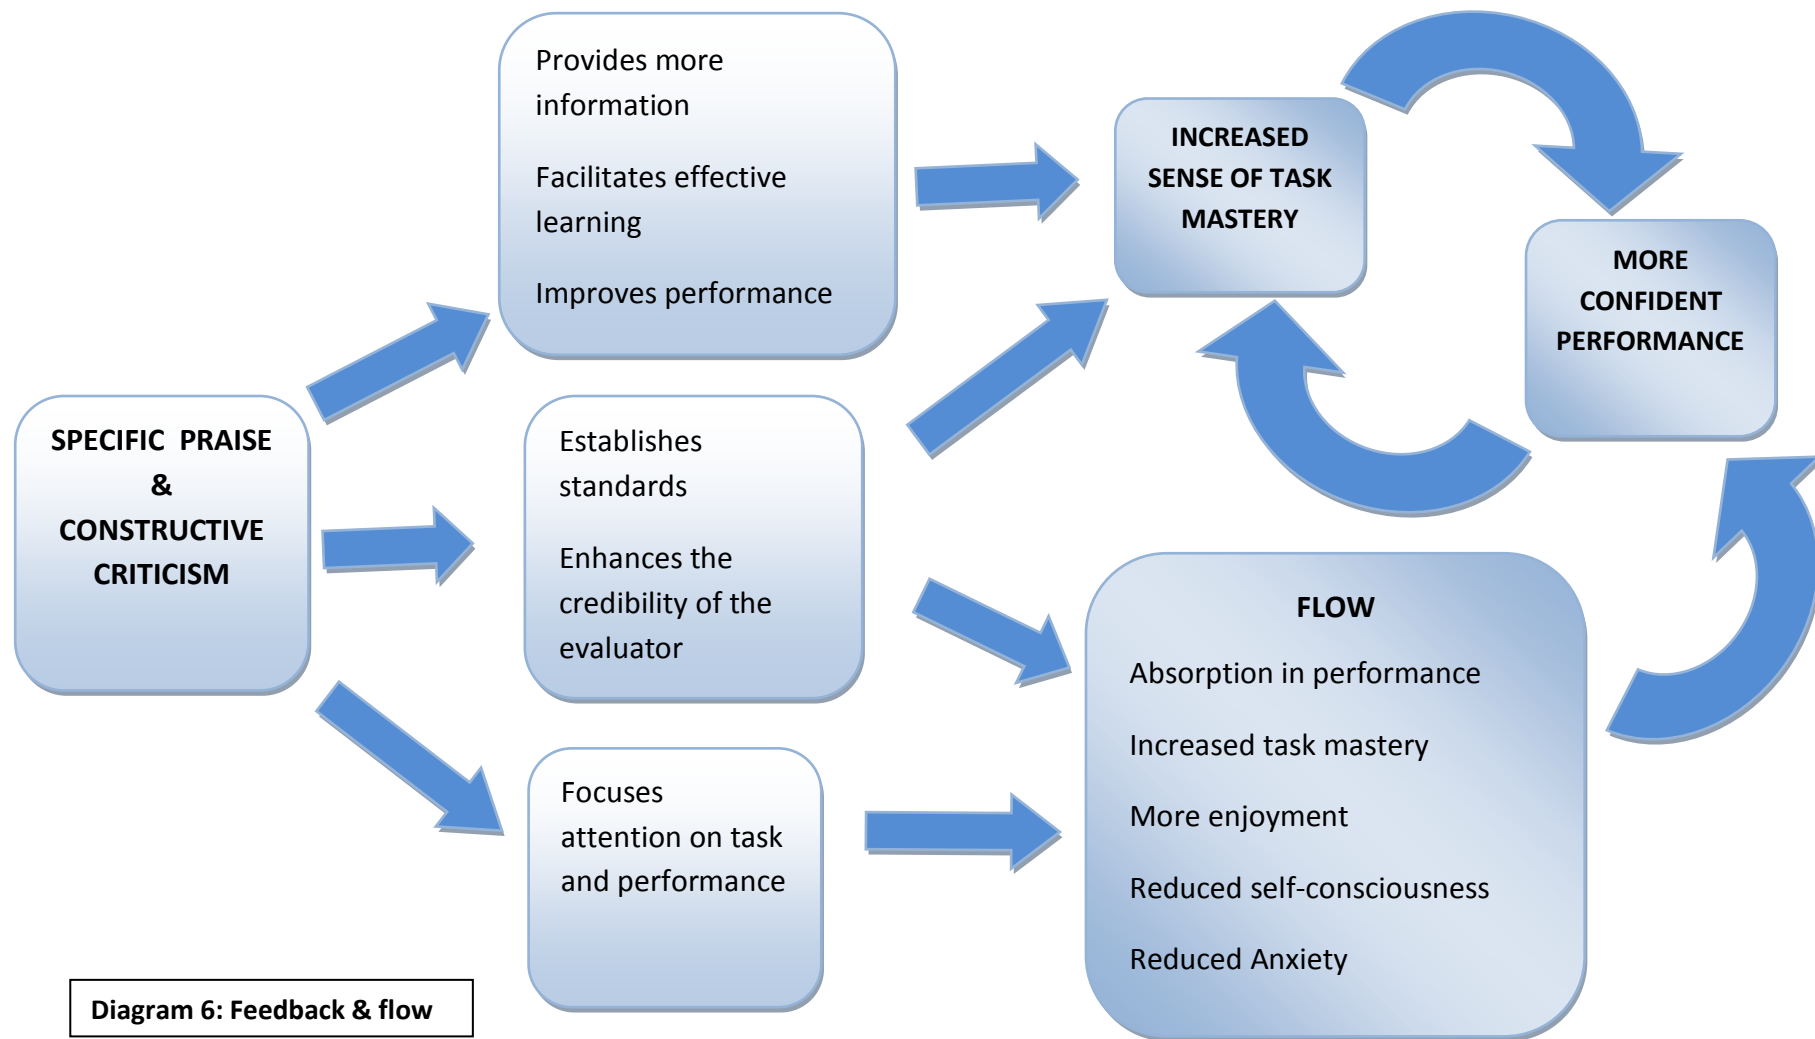 Provides more
information
Facilitates effective
learning
Improves performance
INCREASED
SENSE OF TASK
MASTERY
MORE
CONFIDENT
PERFORMANCE
SPECIFIC  PRAISE
&
CONSTRUCTIVE
CRITICISM
Establishes
standards
Enhances the
credibility of the
evaluator
FLOW
Absorption in performance
Increased task mastery
More enjoyment
Reduced self-consciousness
Reduced Anxiety
Focuses
attention on task
and performance
Diagram 6: Feedback & flow